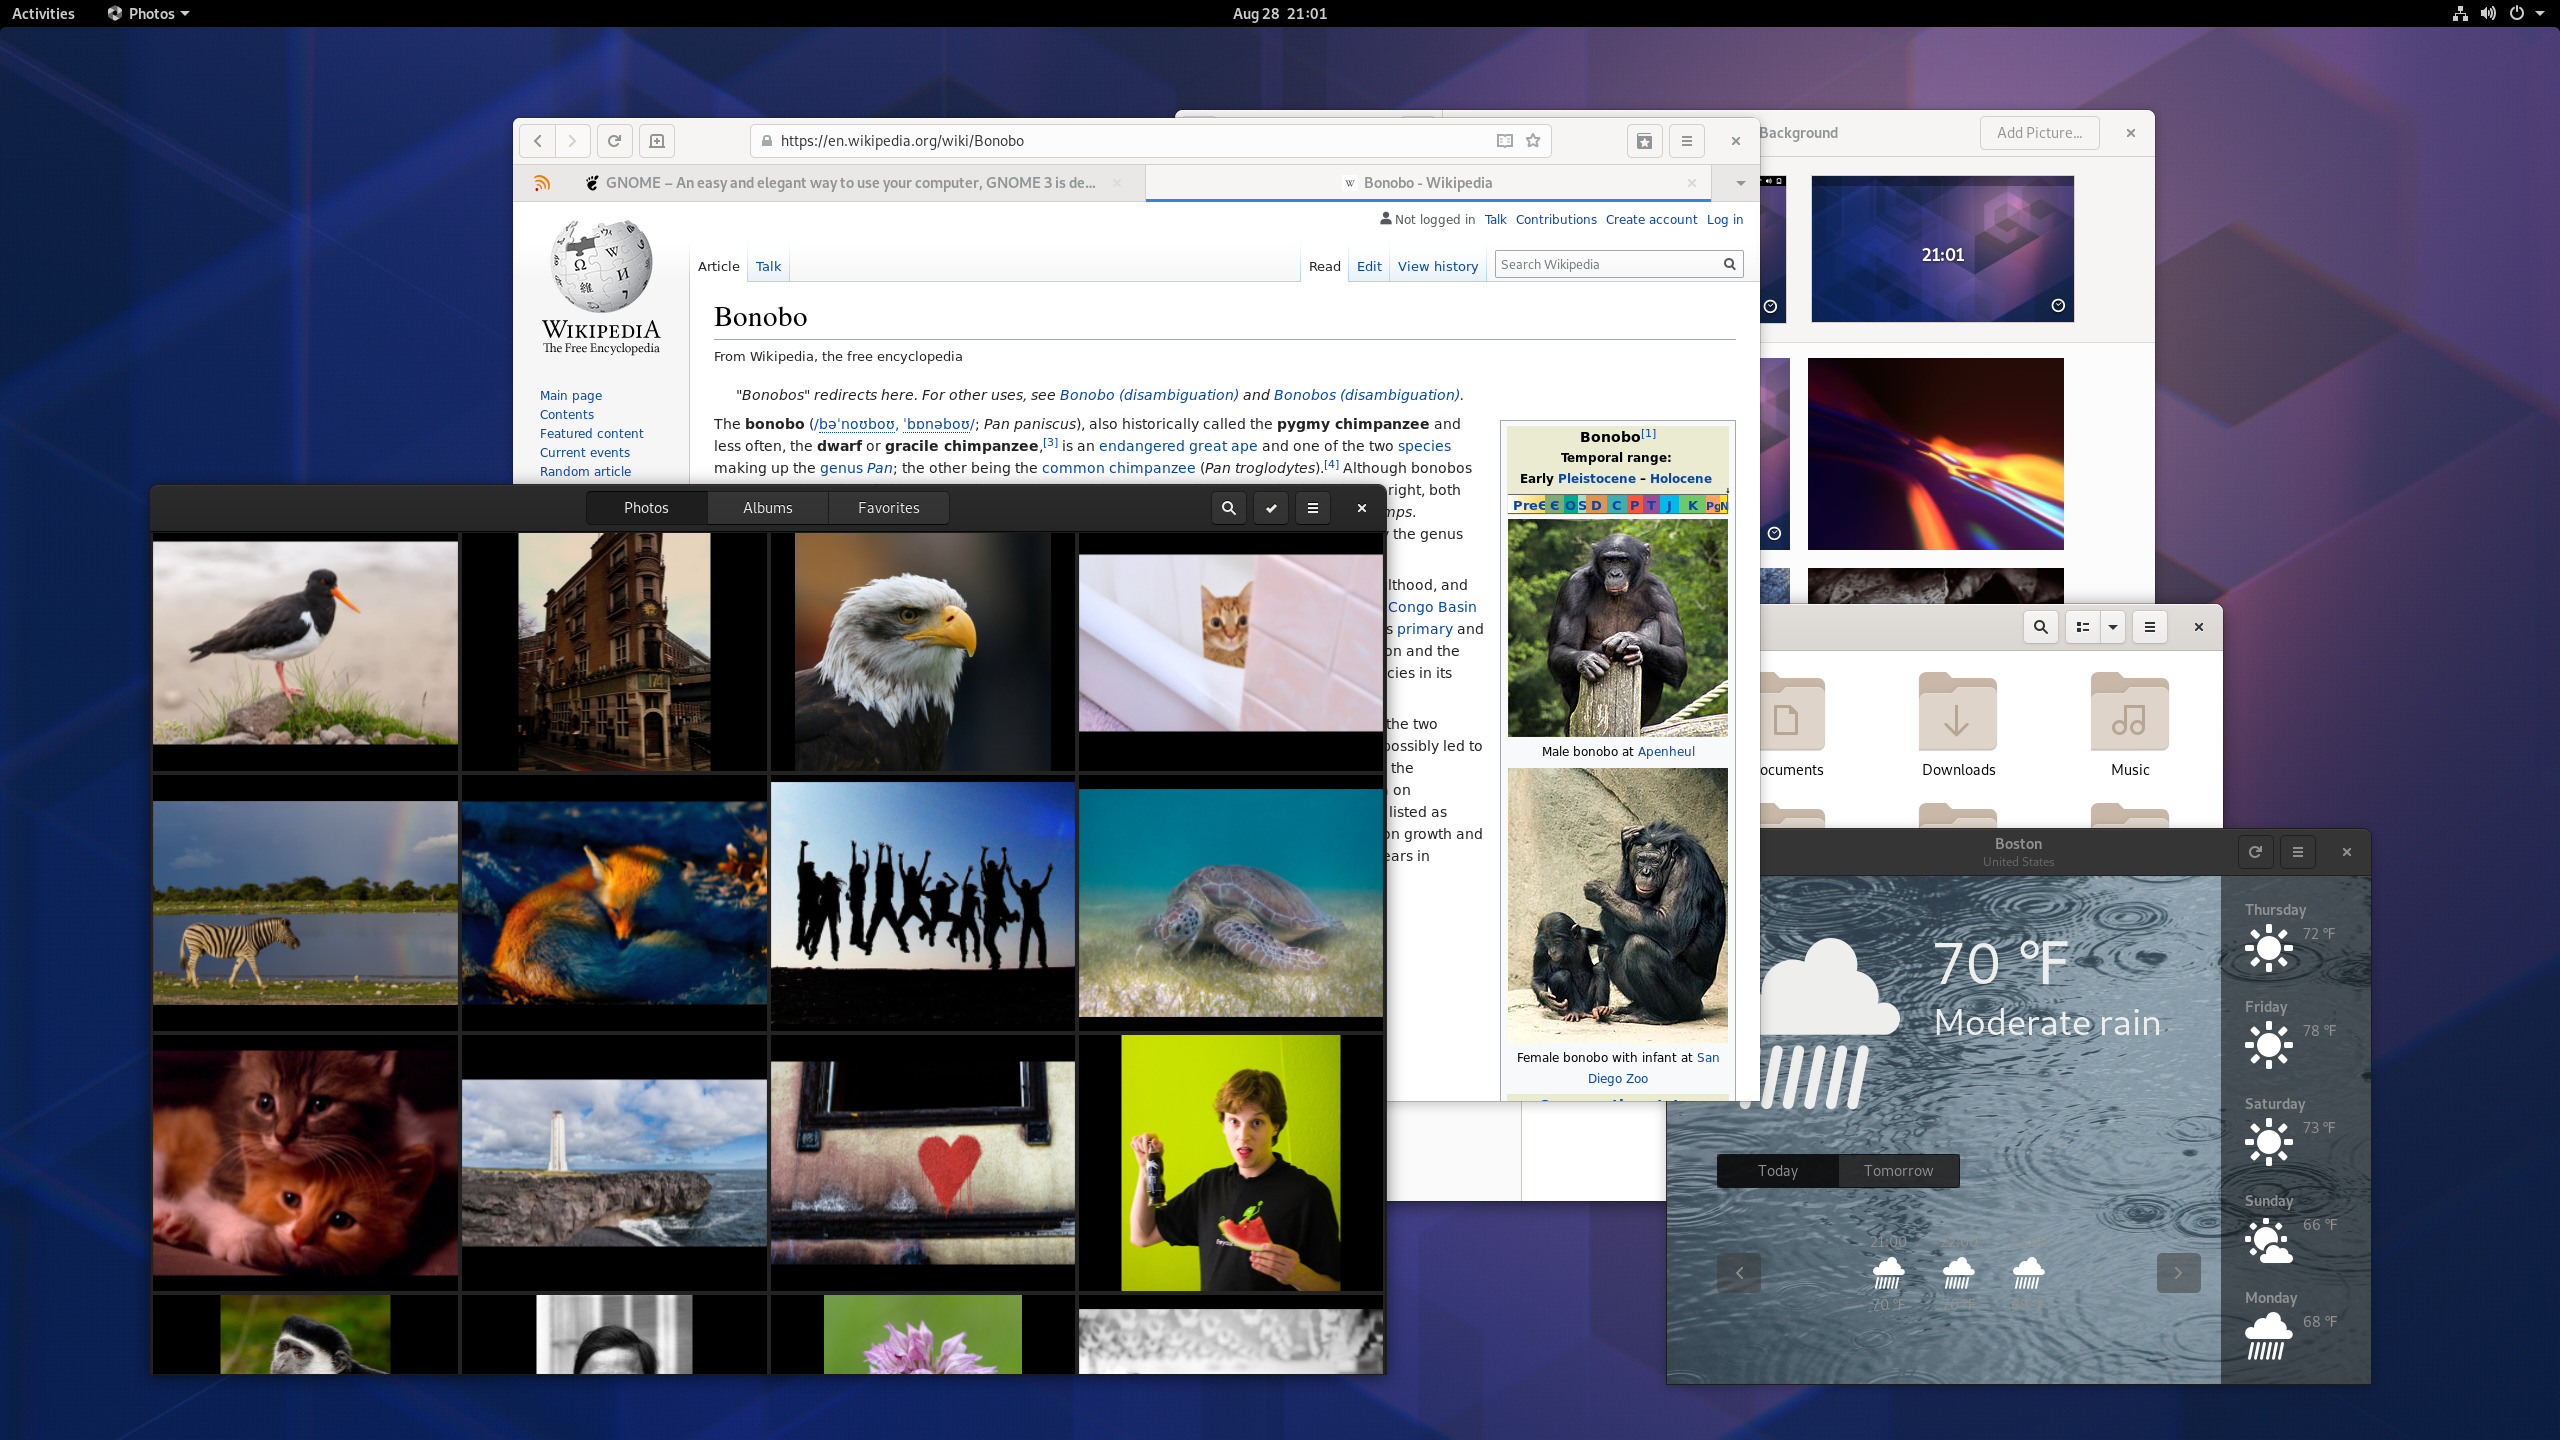 Activities
Photos
Aug 28 21:01
Background
Add Picture...
21:01
https://en.wikipedia.org/wiki/Bonobo
GNOME – An easy and elegant way to use your computer, GNOME 3 is de...
W Bonobo - Wikipedia
Not logged in Talk Contributions Create account Log in
WIKIPEDIA
The Free Encyclopedia
Main page
Contents
Featured content
Current events
Random article
Article Talk
Read Edit View history
Search Wikipedia
Bonobo
From Wikipedia, the free encyclopedia
"Bonobos" redirects here. For other uses, see Bonobo (disambiguation) and Bonobos (disambiguation).
The bonobo (/bəˈnoʊboʊ, ˈbɒnəboʊ/; Pan paniscus), also historically called the pygmy chimpanzee and
less often, the dwarf or gracile chimpanzee,[3] is an endangered great ape and one of the two species
making up the genus Pan; the other being the common chimpanzee (Pan troglodytes).[4] Although bonobos
right, both
mps.
the genus
lthood, and
Congo Basin
s primary and
on and the
cies in its
the two
possibly led to
the
on
listed as
on growth and
ears in
Bonobo[1]
Temporal range:
Early Pleistocene – Holocene
PreЄ Є O S D C P T J K Pg N
Male bonobo at Apenheul
Female bonobo with infant at San
Diego Zoo
Photos
Albums
Favorites
174
ocuments
Downloads
Music
Boston
United States
70 °F
Moderate rain
Today
Tomorrow
21:00
70 °F
Thursday
72 °F
Friday
78 °F
Saturday
73 °F
Sunday
66 °F
Monday
68 °F